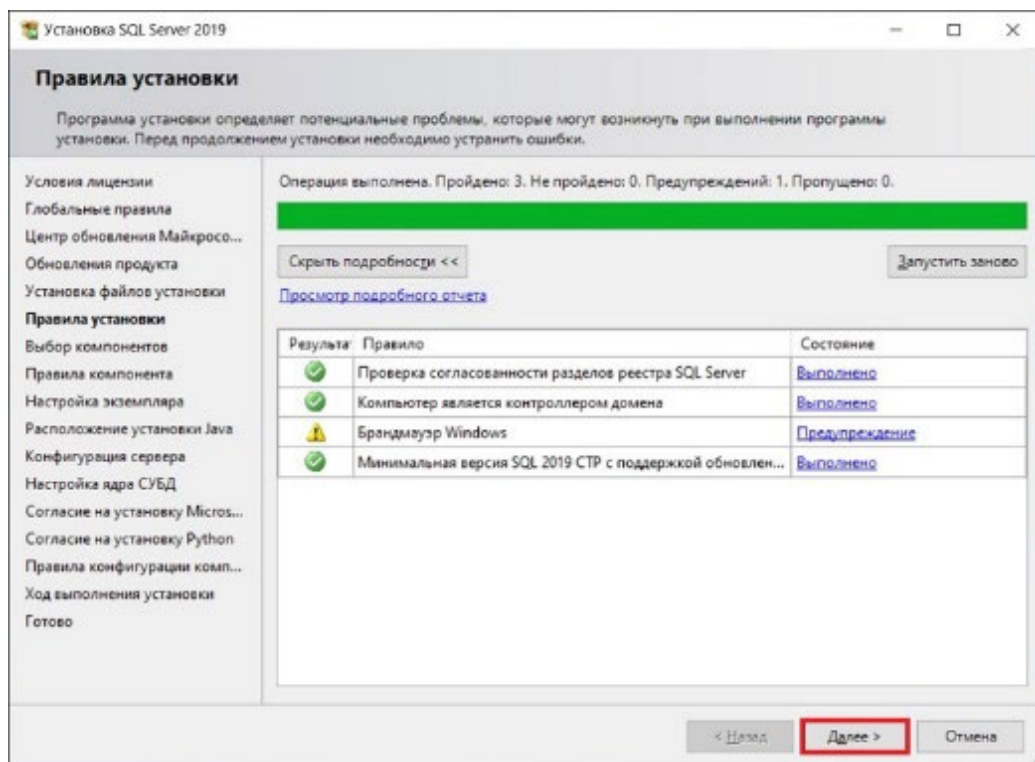 Установка SQL Server 2019
Правила установки
Программа установки определяет потенциальные проблемы, которые могут возникнуть при выполнении программы
установки. Перед продолжением установки необходимо устранить ошибки.
Условия лицензии
Глобальные правила
Центр обновления Майкросо...
Обновления продукта
Установка файлов установки
Правила установки
Выбор компонентов
Правила компонента
Настройка экземпляра
Расположение установки Java
Конфигурация сервера
Настройка ядра СУБД
Согласие на установку Micros...
Согласие на установку Python
Правила конфигурации комп...
Ход выполнения установки
Готово
Операция выполнена. Пройдено: 3. Не пройдено: 0. Предупреждений: 1. Пропущено: 0.
Скрыть подробности << Запустить заново
Просмотр подробного отчета
Результа Правило Состояние
Проверка согласованности разделов реестра SQL Server Выполнено
Компьютер является контроллером домена Выполнено
Брандмауэр Windows Предупреждение
Минимальная версия SQL 2019 CTP с поддержкой обновлен... Выполнено
< Назад Далее > Отмена